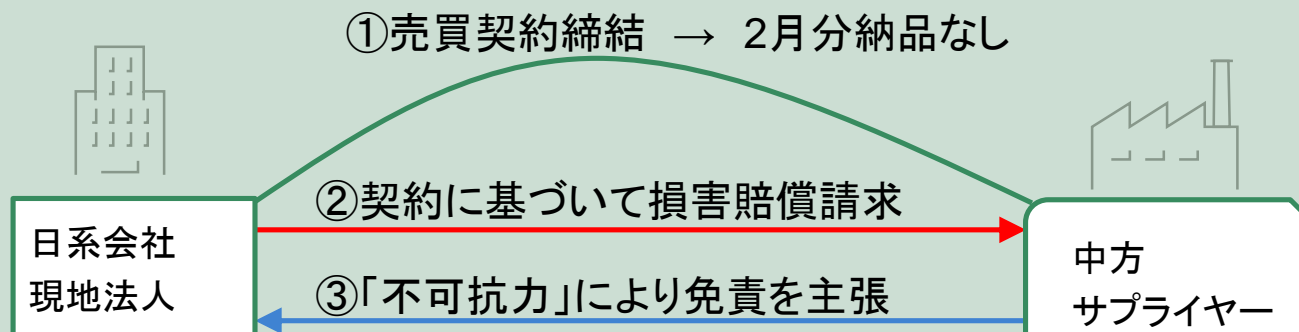 ①売買契約締結 → 2月分納品なし
②契約に基づいて損害賠償請求
日系会社
現地法人
③「不可抗力」により免責を主張
中方
サプライヤー